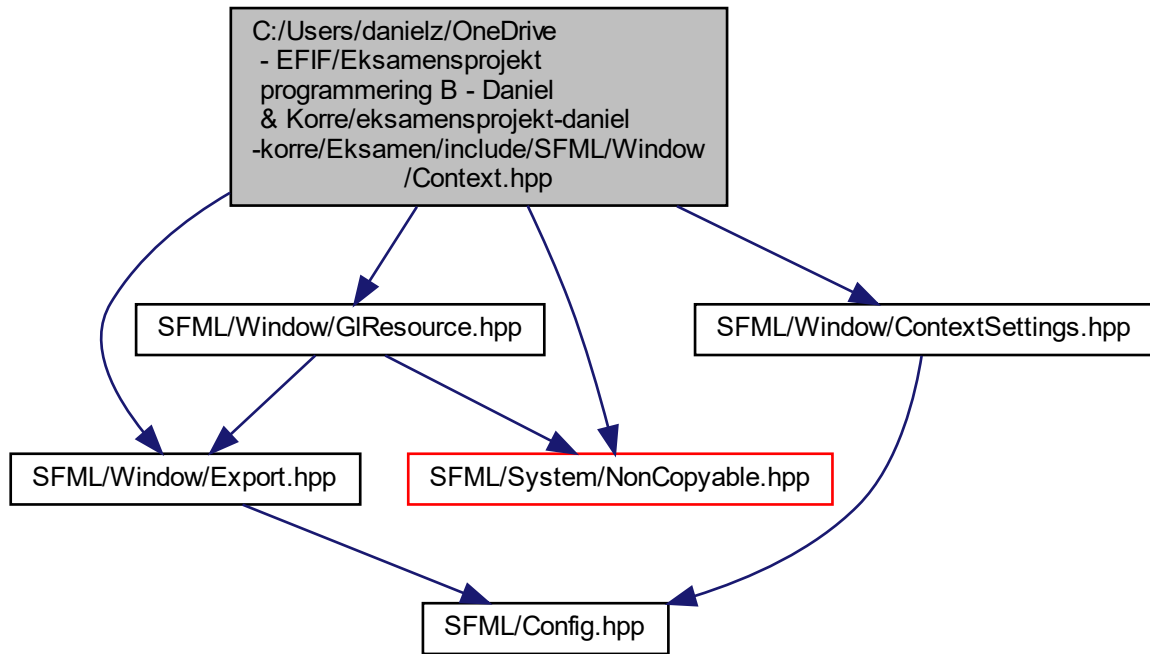 C:/Users/danielz/OneDrive
- EFIF/Eksamensprojekt
programmering B - Daniel
& Korre/eksamensprojekt-daniel
-korre/Eksamen/include/SFML/Window
/Context.hpp
SFML/Window/GlResource.hpp
SFML/Window/ContextSettings.hpp
SFML/Window/Export.hpp
SFML/System/NonCopyable.hpp
SFML/Config.hpp